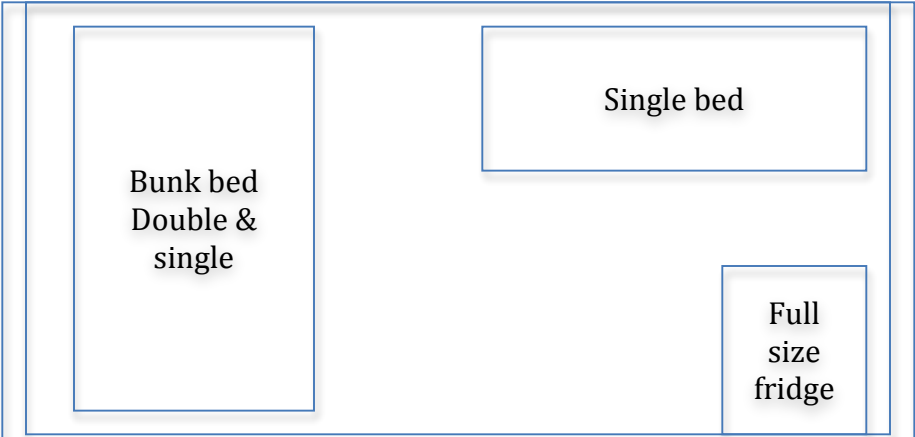 Single bed
Bunk bed
Double &
single
Full
size
fridge